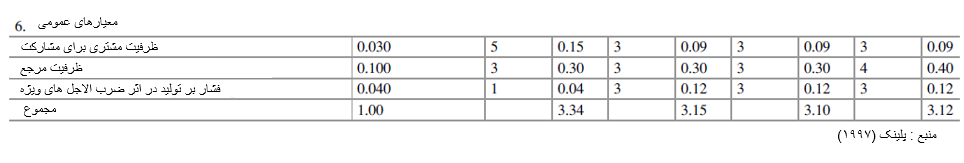 6. معیارهای عمومی
ظرفیت مشتری برای مشارکت 0.030 5 0.15 3 0.09 3 0.09 3 0.09
ظرفیت مرجع 0.100 3 0.30 3 0.30 3 0.30 4 0.40
فشار بر تولید در اثر ضرب الاجل های ویژه 0.040 1 0.04 3 0.12 3 0.12 3 0.12
مجموع 1.00 3.34 3.15 3.10 3.12
منبع : پلینک (۱۹۹۷)